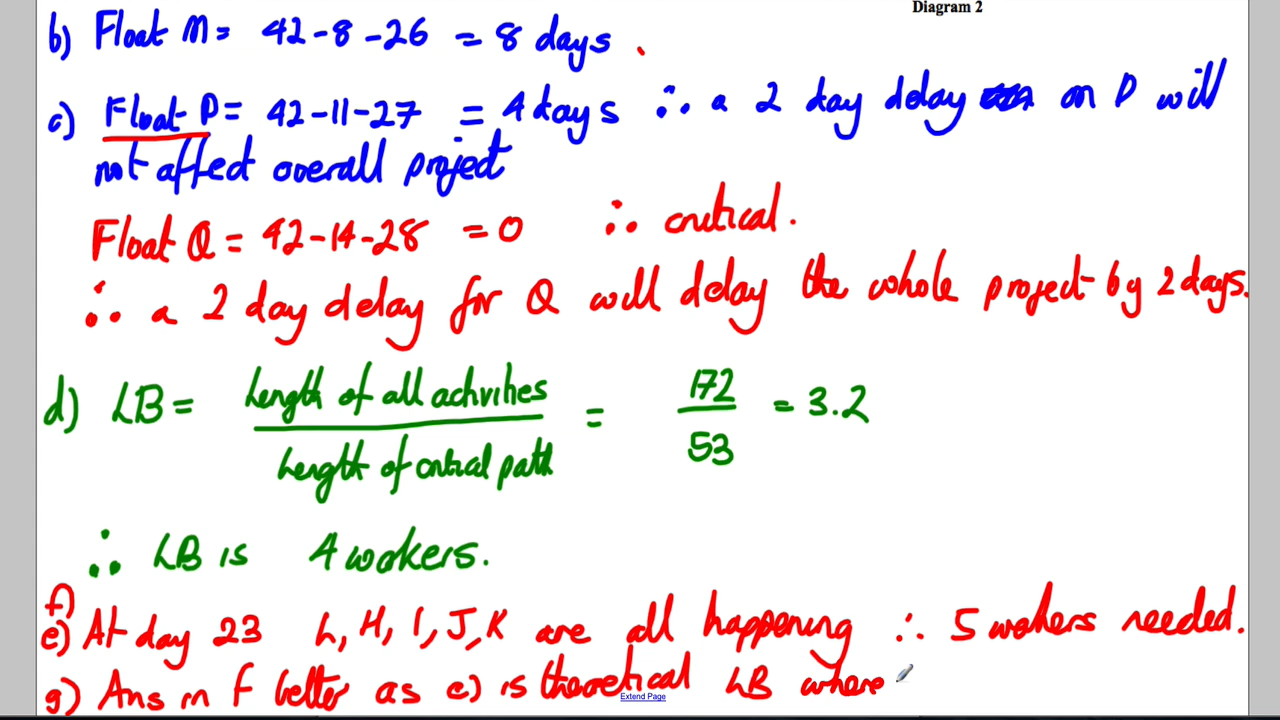 Diagram 2
b) Float M = 42-8-26 = 8 days.
c) Float P = 42-11-27 = 4 days ∴ a 2 day delay on P will
not affect overall project
Float Q = 42-14-28 = 0 ∴ critical.
∴ a 2 day delay for Q will delay the whole project by 2 days.
d) LB = Length of all activities = 172 = 3.2
Length of critical path 53
∴ LB is 4 workers.
f)
e) At day 23 L, H, I, J, K are all happening ∴ 5 workers needed.
g) Ans in F better as e) is theoretical LB where
Extend Page